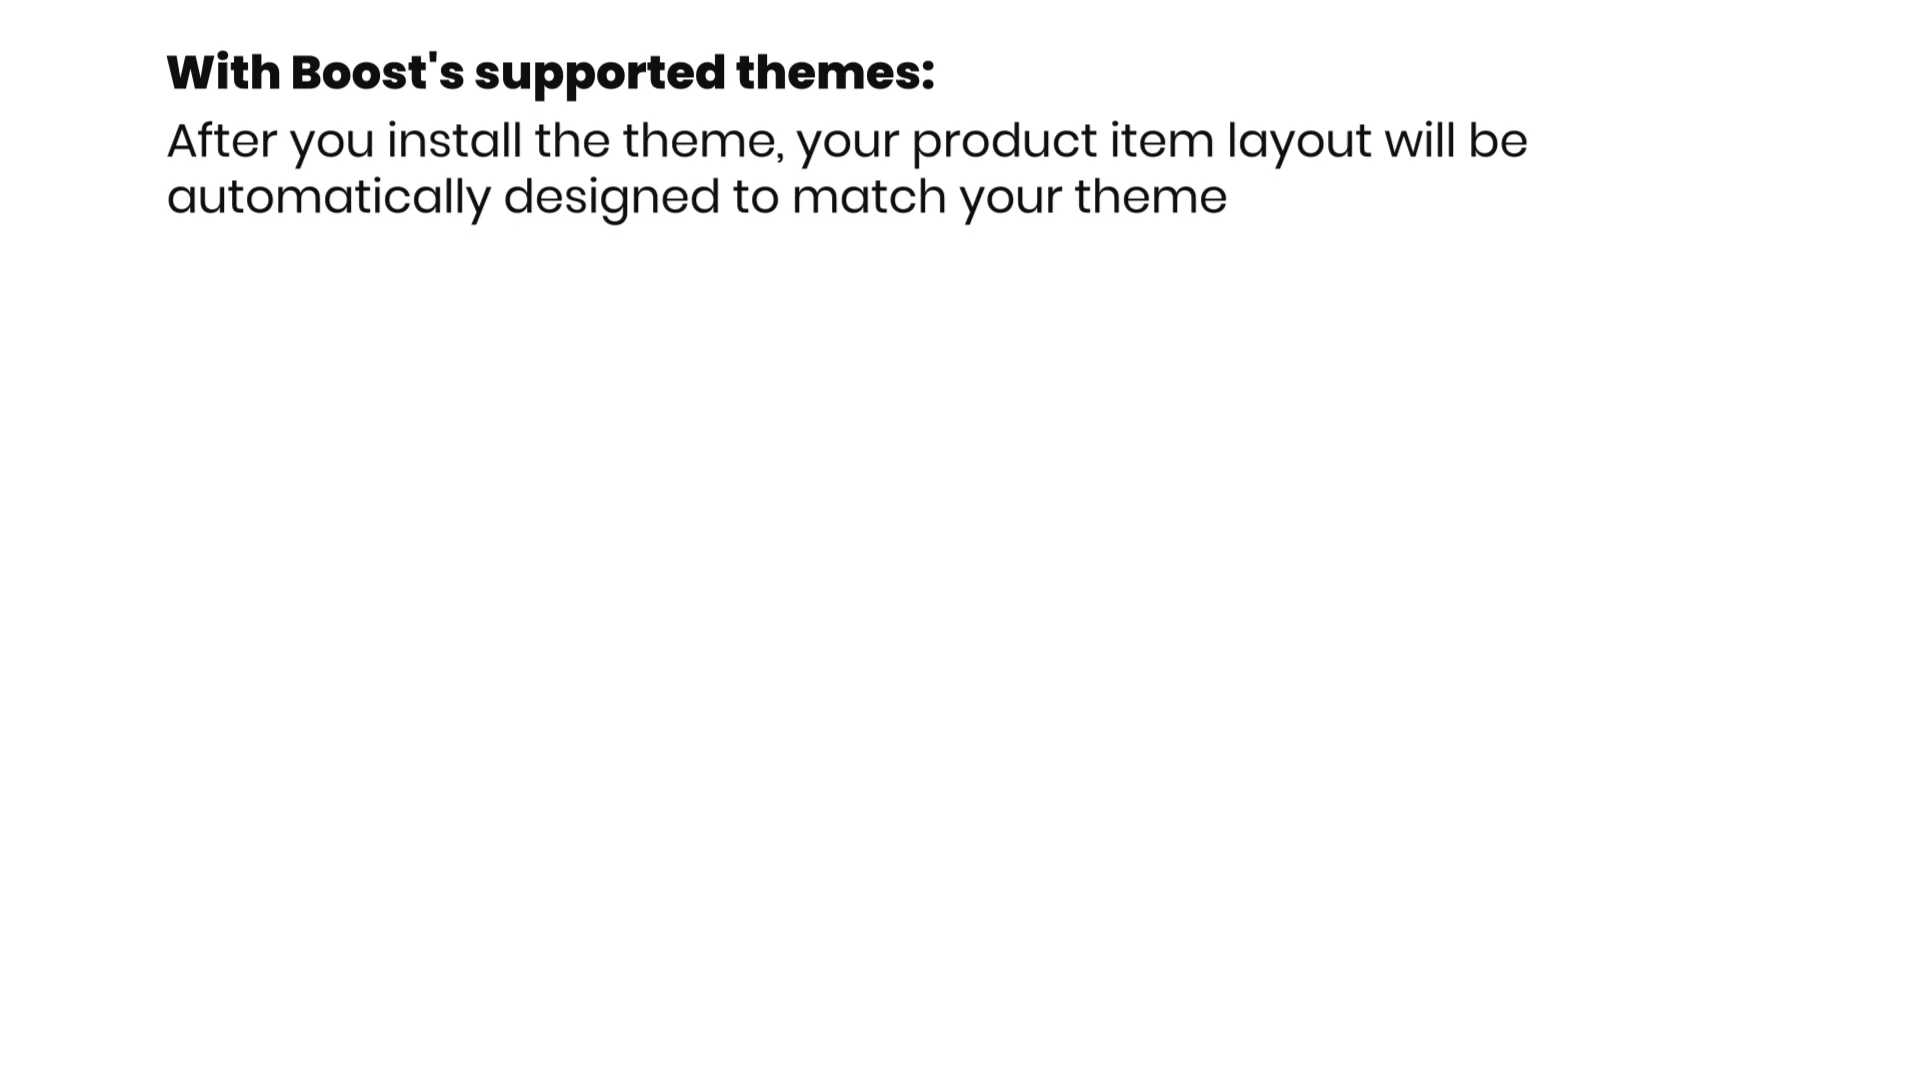 With Boost's supported themes:
After you install the theme, your product item layout will be
automatically designed to match your theme